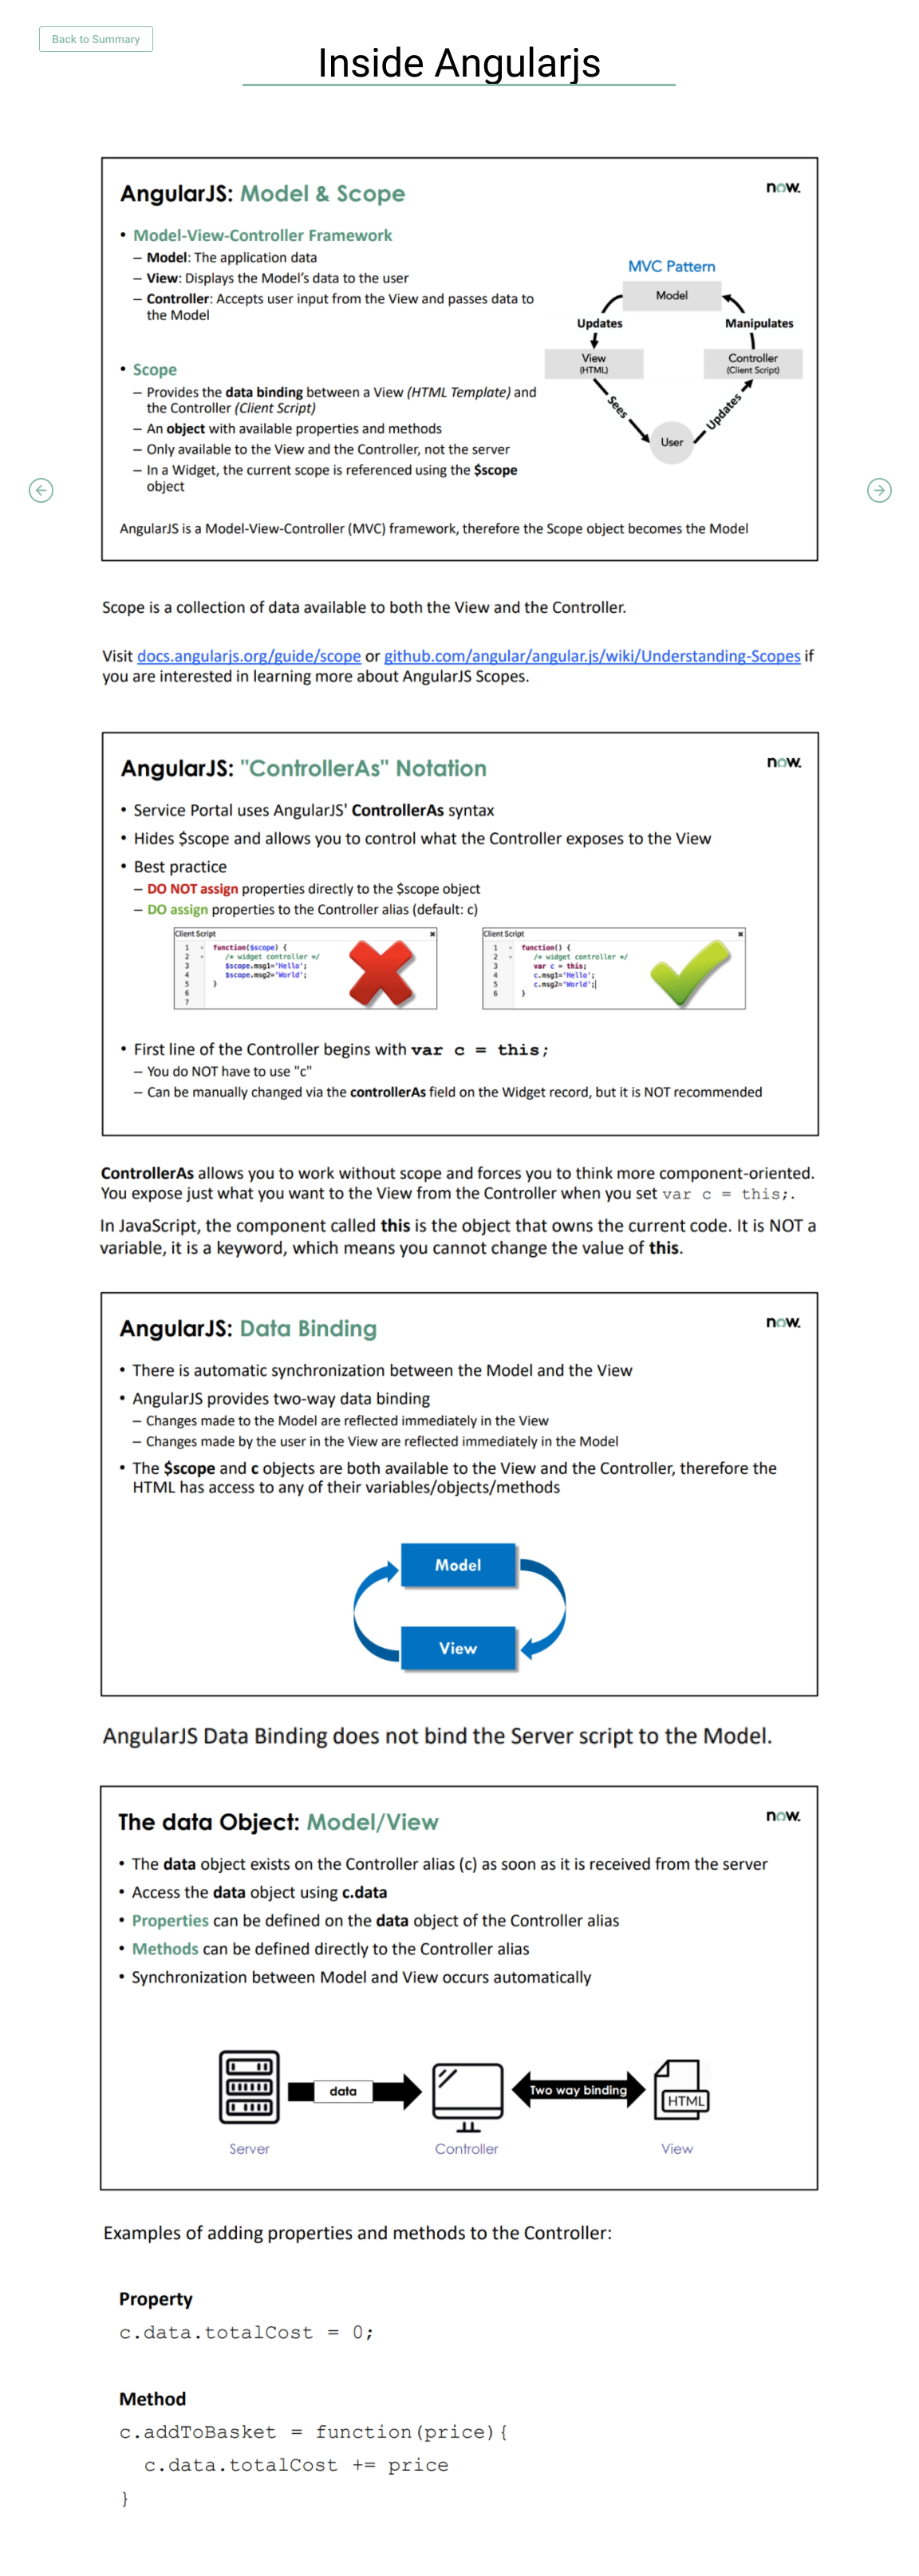 Back to Summary
Inside Angularjs
AngularJS: Model & Scope
now.
• Model-View-Controller Framework
– Model: The application data
– View: Displays the Model's data to the user
– Controller: Accepts user input from the View and passes data to
the Model
• Scope
– Provides the data binding between a View (HTML Template) and
the Controller (Client Script)
– An object with available properties and methods
– Only available to the View and the Controller, not the server
– In a Widget, the current scope is referenced using the $scope
object
MVC Pattern
Model
Updates
Manipulates
View
(HTML)
Controller
(Client Script)
Sees
Updates
User
AngularJS is a Model-View-Controller (MVC) framework, therefore the Scope object becomes the Model
Scope is a collection of data available to both the View and the Controller.
Visit docs.angularjs.org/guide/scope or github.com/angular/angular.js/wiki/Understanding-Scopes if
you are interested in learning more about AngularJS Scopes.
AngularJS: "ControllerAs" Notation
now.
• Service Portal uses AngularJS' ControllerAs syntax
• Hides $scope and allows you to control what the Controller exposes to the View
• Best practice
– DO NOT assign properties directly to the $scope object
– DO assign properties to the Controller alias (default: c)
Client Script
1 function($scope) {
2 /* widget controller */
3 $scope.msg1='Hello';
4 $scope.msg2='World';
5 }
6
7
Client Script
1 function() {
2 /* widget controller */
3 var c = this;
4 c.msg1='Hello';
5 c.msg2='World';
6 }
• First line of the Controller begins with var c = this;
– You do NOT have to use "c"
– Can be manually changed via the controllerAs field on the Widget record, but it is NOT recommended
ControllerAs allows you to work without scope and forces you to think more component-oriented.
You expose just what you want to the View from the Controller when you set var c = this;.
In JavaScript, the component called this is the object that owns the current code. It is NOT a
variable, it is a keyword, which means you cannot change the value of this.
AngularJS: Data Binding
now.
• There is automatic synchronization between the Model and the View
• AngularJS provides two-way data binding
– Changes made to the Model are reflected immediately in the View
– Changes made by the user in the View are reflected immediately in the Model
• The $scope and c objects are both available to the View and the Controller, therefore the
HTML has access to any of their variables/objects/methods
Model
View
AngularJS Data Binding does not bind the Server script to the Model.
The data Object: Model/View
now.
• The data object exists on the Controller alias (c) as soon as it is received from the server
• Access the data object using c.data
• Properties can be defined on the data object of the Controller alias
• Methods can be defined directly to the Controller alias
• Synchronization between Model and View occurs automatically
data
Two way binding
HTML
Server
Controller
View
Examples of adding properties and methods to the Controller:
Property
c.data.totalCost = 0;
Method
c.addToBasket = function(price){
c.data.totalCost += price
}